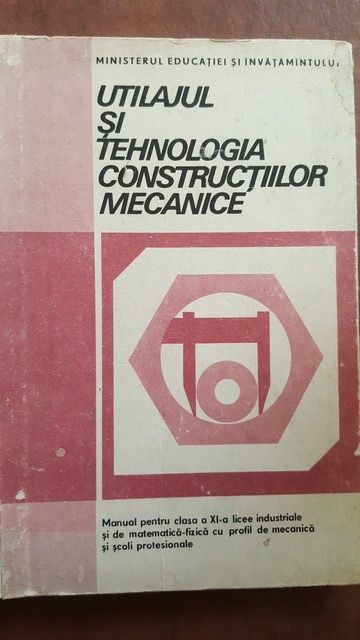 MINISTERUL EDUCAȚIEI ȘI ÎNVĂȚĂMÎNTULUI
UTILAJUL
ȘI
TEHNOLOGIA
CONSTRUCȚIILOR
MECANICE
Manual pentru clasa a XI-a licee industriale
și de matematică-fizică cu profil de mecanică
și școli profesionale